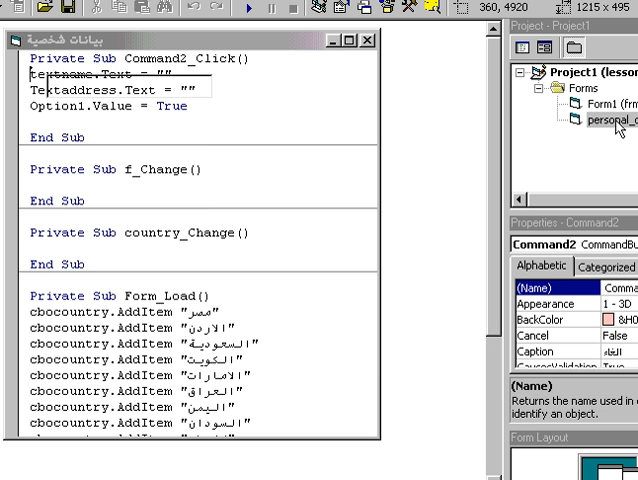 360, 4920
1215 x 495
بيانات شخصية
Private Sub Command2_Click()
textname.Text = ""
Textaddress.Text = ""
Option1.Value = True
End Sub
Private Sub f_Change()
End Sub
Private Sub country_Change()
End Sub
Private Sub Form_Load()
cbocountry.AddItem "مصر"
cbocountry.AddItem "الاردن"
cbocountry.AddItem "السعودية"
cbocountry.AddItem "الكويت"
cbocountry.AddItem "الامارات"
cbocountry.AddItem "العراق"
cbocountry.AddItem "اليمن"
cbocountry.AddItem "السودان"
Project - Project1
Project1 (lesso
Forms
Form1 (frm
personal_
Properties - Command2
Command2 CommandBu
Alphabetic
Categorized
(Name) Comma
Appearance 1 - 3D
BackColor &H0
Cancel False
Caption الغاء
CausesValidation True
(Name)
Returns the name used in
identify an object.
Form Layout